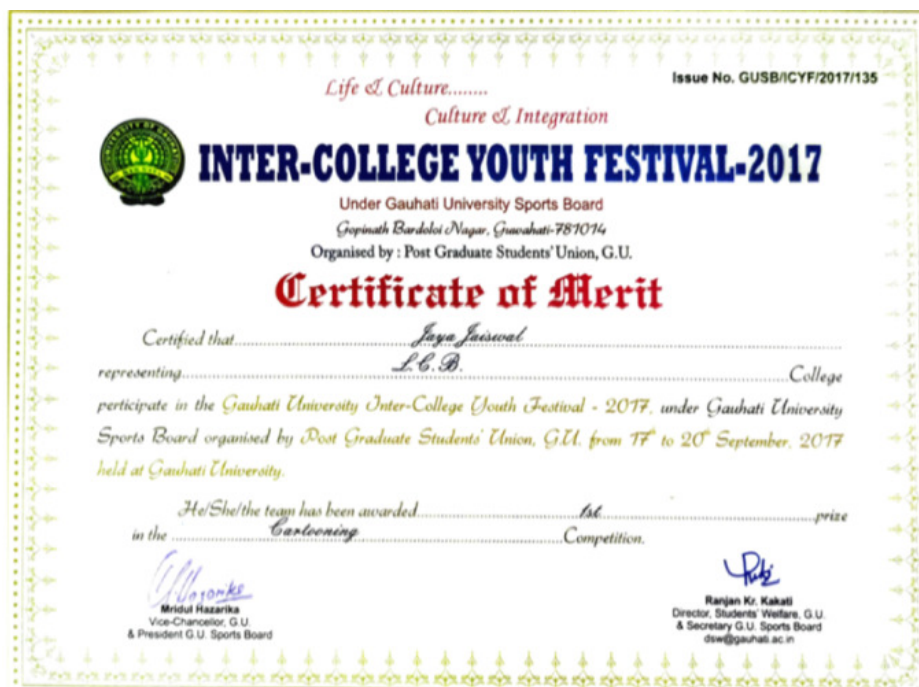 Issue No. GUSB/ICYF/2017/135
Life & Culture........
Culture & Integration
INTER-COLLEGE YOUTH FESTIVAL-2017
Under Gauhati University Sports Board
Gopinath Bardoloi Nagar, Guwahati-781014
Organised by : Post Graduate Students' Union, G.U.
Certificate of Merit
Certified that Jaya Jaiswal
representing L.C.B. College
perticipate in the Gauhati University Inter-College Youth Festival - 2017, under Gauhati University
Sports Board organised by Post Graduate Students' Union, G.U. from 17th to 20th September, 2017
held at Gauhati University.
He/She/the team has been awarded 1st prize
in the Cartooning Competition.
Mridul Hazarika
Vice-Chancellor, G.U.
& President G.U. Sports Board
Ranjan Kr. Kakati
Director, Students' Welfare, G.U.
& Secretary G.U. Sports Board
dsw@gauhati.ac.in